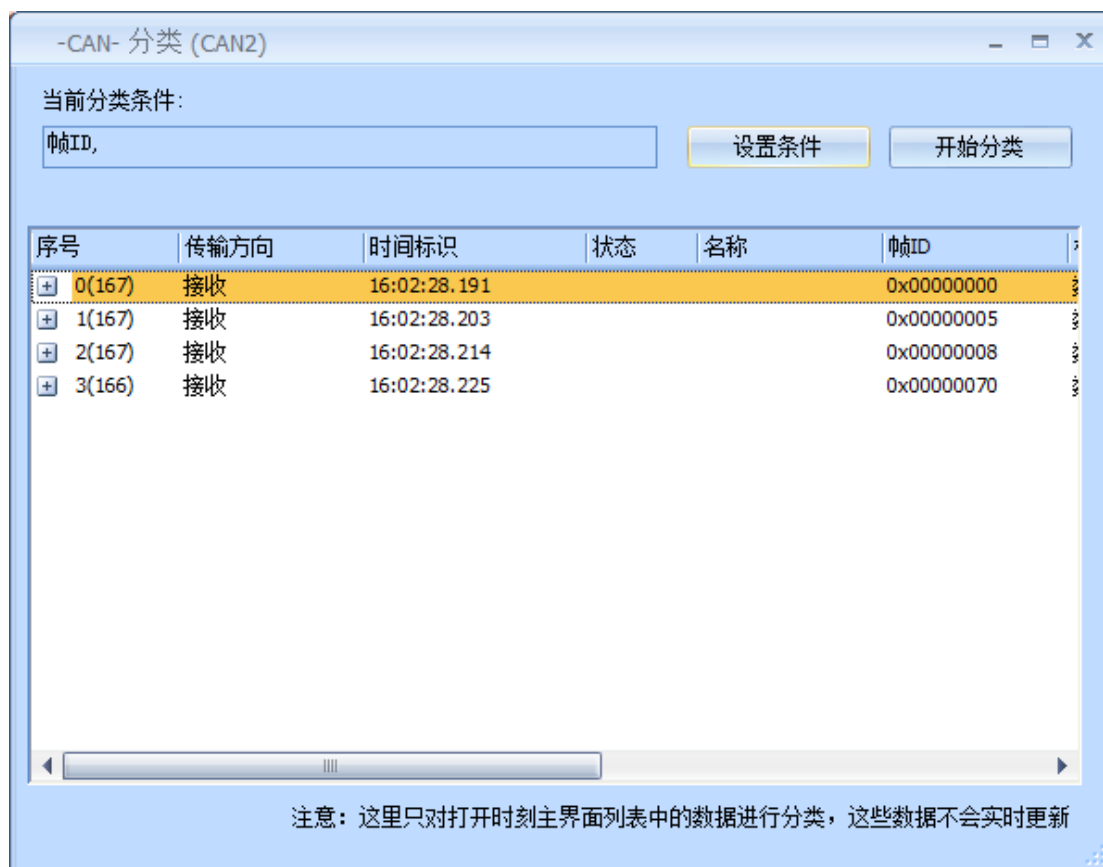 -CAN- 分类 (CAN2)
当前分类条件:
帧ID,
设置条件 开始分类
序号 传输方向 时间标识 状态 名称 帧ID
0(167) 接收 16:02:28.191 0x00000000
1(167) 接收 16:02:28.203 0x00000005
2(167) 接收 16:02:28.214 0x00000008
3(166) 接收 16:02:28.225 0x00000070
注意：这里只对打开时刻主界面列表中的数据进行分类，这些数据不会实时更新